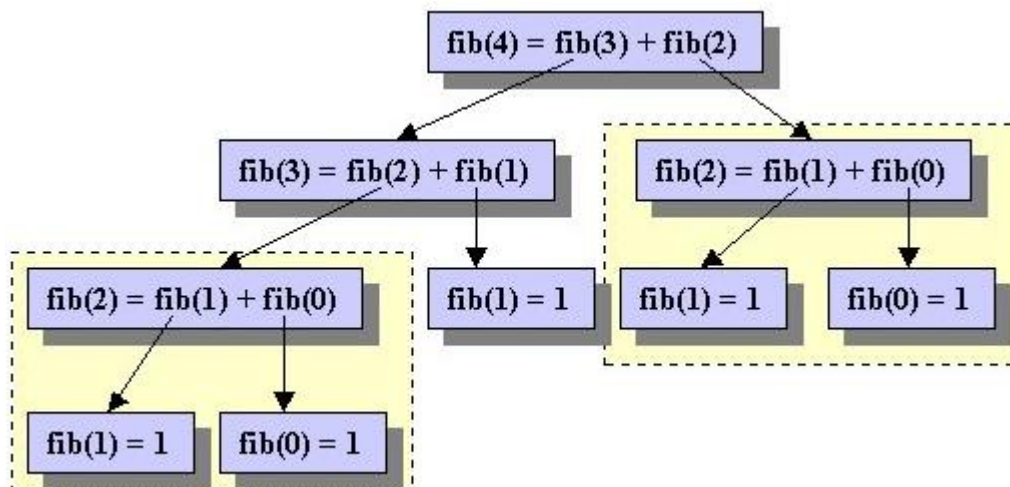 fib(4) = fib(3) + fib(2)
fib(3) = fib(2) + fib(1)
fib(2) = fib(1) + fib(0)
fib(2) = fib(1) + fib(0)
fib(1) = 1
fib(1) = 1
fib(0) = 1
fib(1) = 1
fib(0) = 1